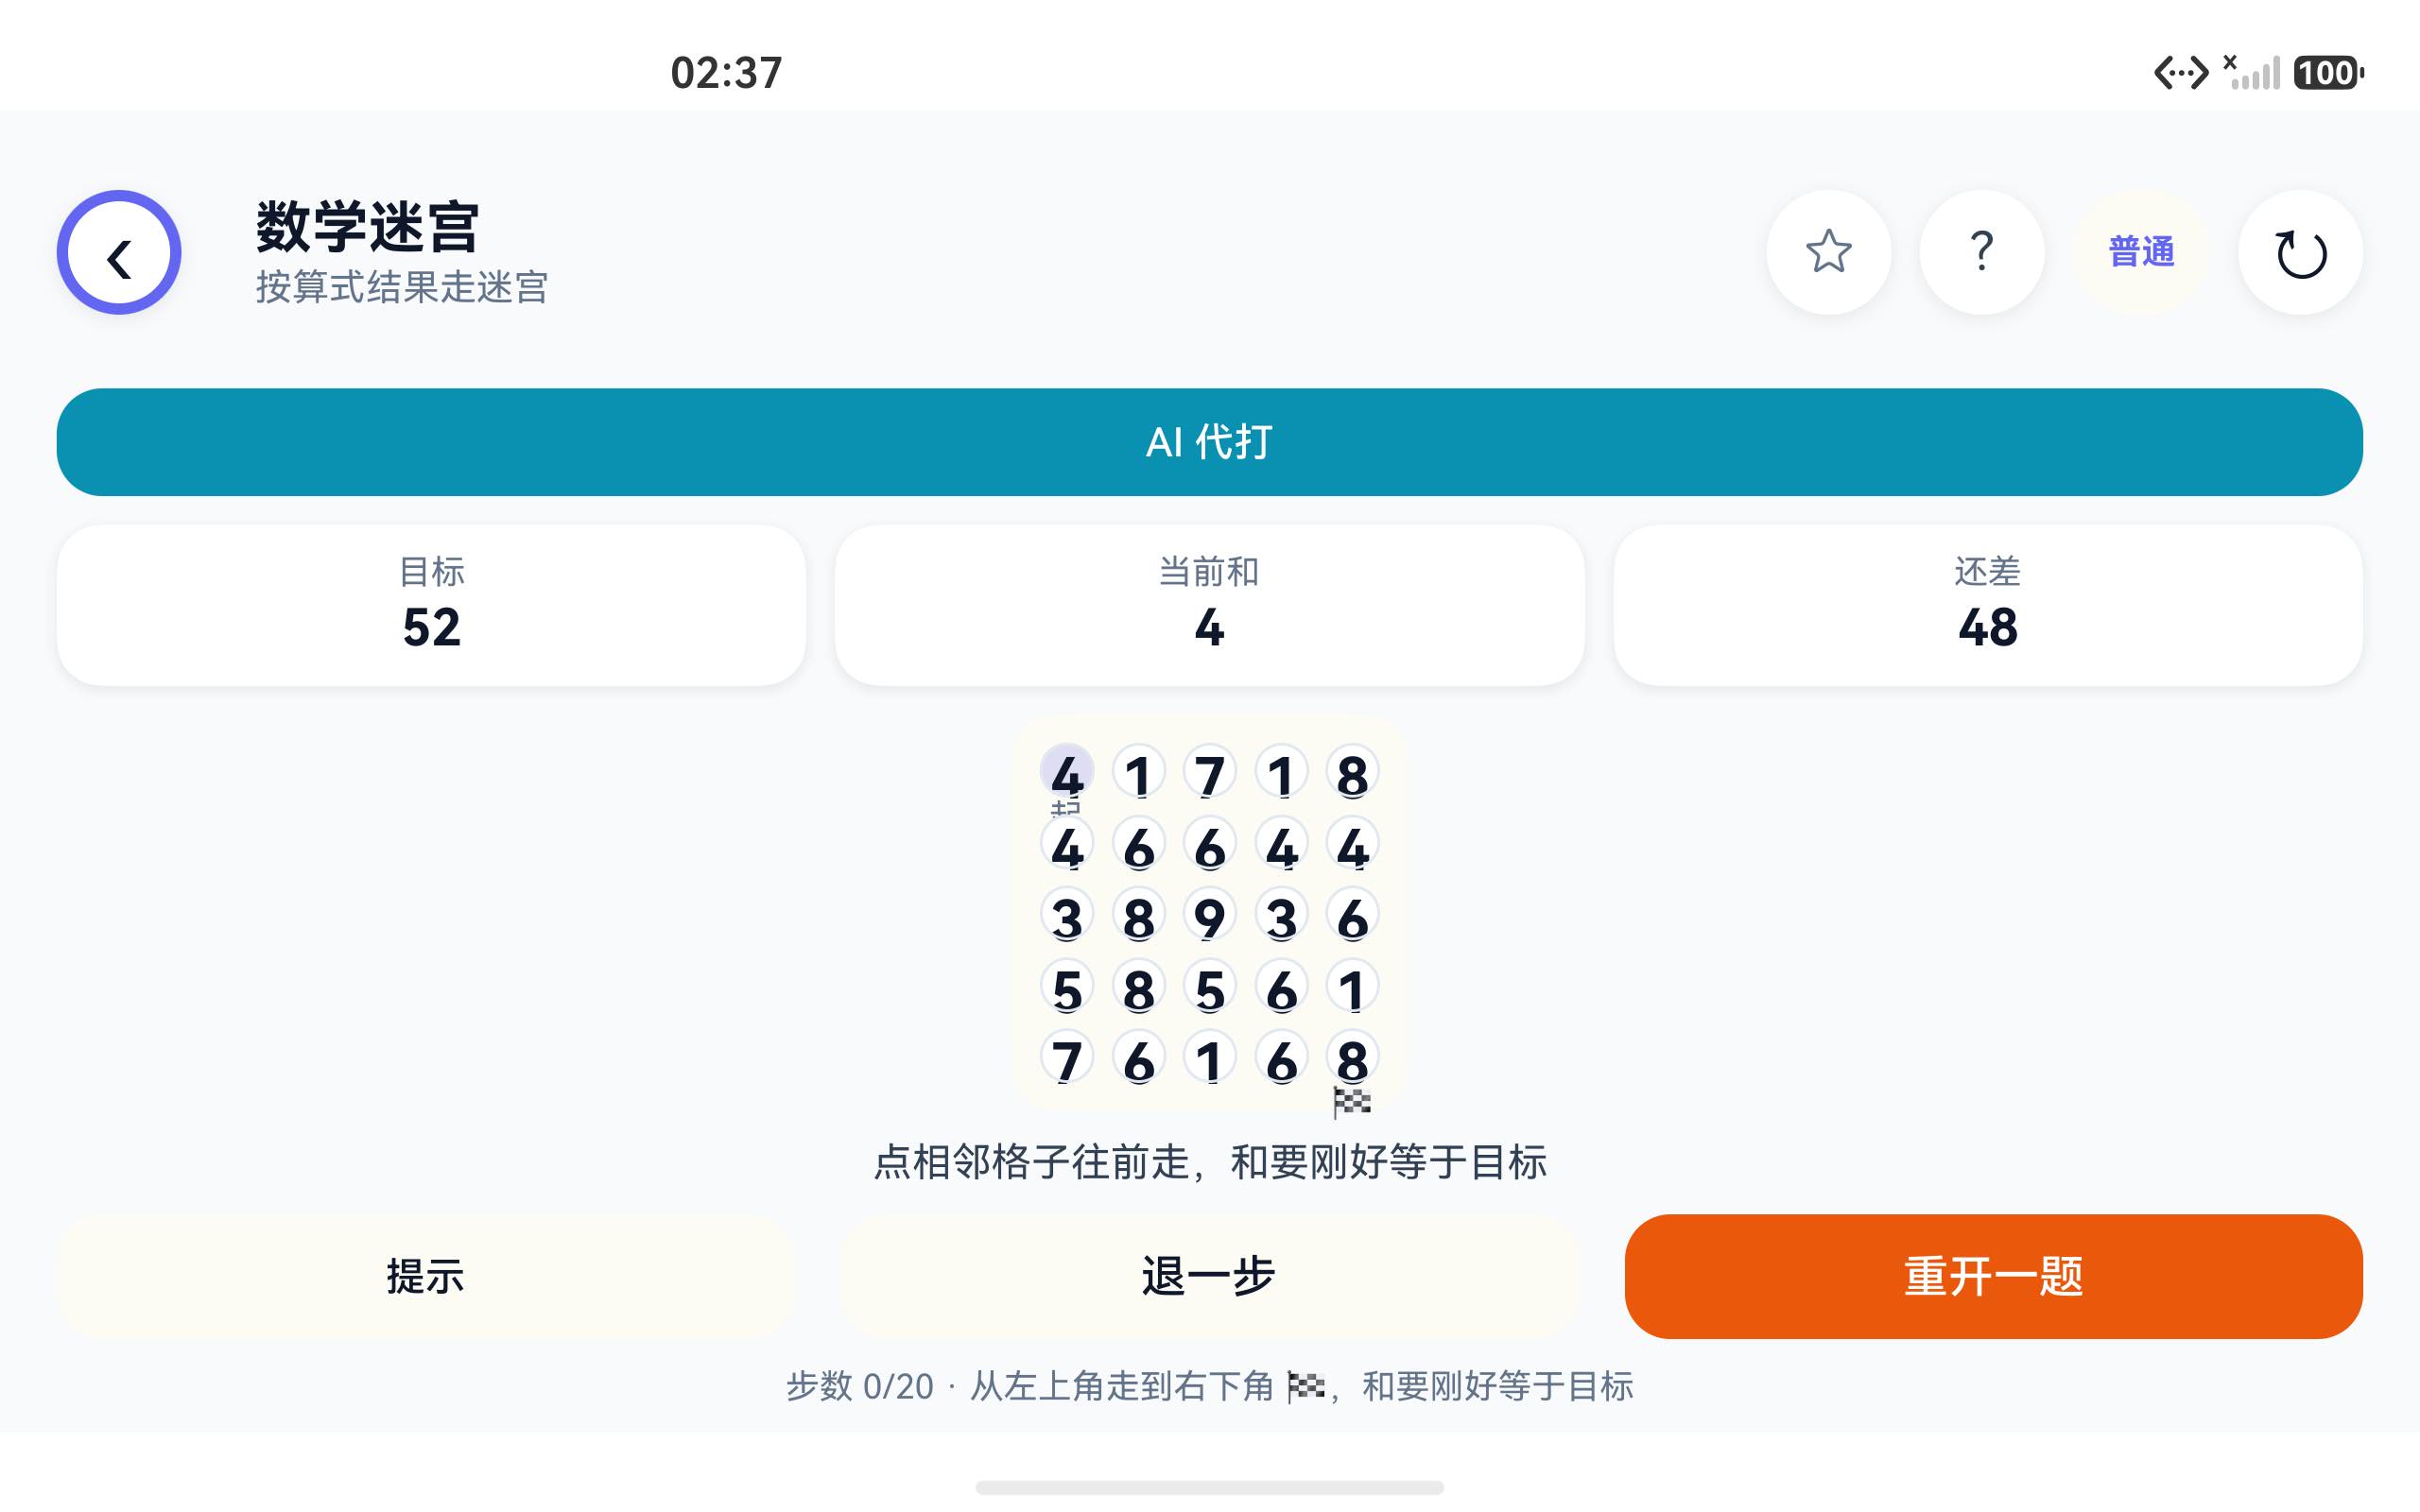 02:37
100
数学迷宫
按算式结果走迷宫
?
普通
AI 代打
目标
52
当前和
4
还差
48
4 1 7 1 8
起
4 6 6 4 4
3 8 9 3 6
5 8 5 6 1
7 6 1 6 8
点相邻格子往前走，和要刚好等于目标
提示
退一步
重开一题
步数 0/20 · 从左上角走到右下角 🏁，和要刚好等于目标